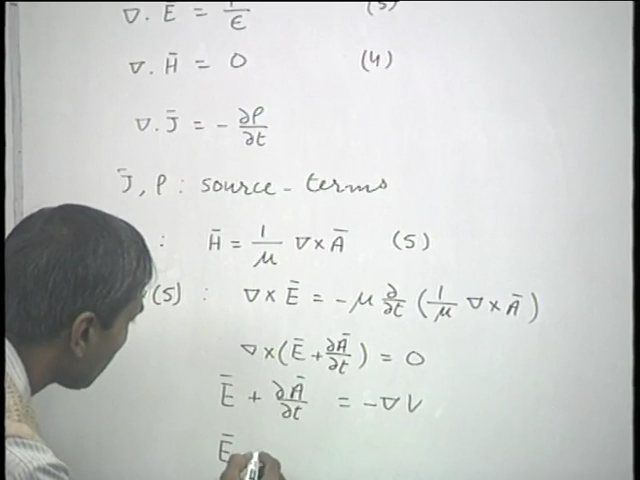 ∇. Ē = ρ/ε (3)
∇. H̄ = 0 (4)
∇. J̄ = - ∂ρ/∂t
J̄, ρ : source - terms
: H̄ = 1/μ ∇ × Ā (5)
(5) : ∇ × Ē = -μ ∂/∂t (1/μ ∇ × Ā)
∇ × (Ē + ∂Ā/∂t) = 0
Ē + ∂Ā/∂t = -∇V
Ē